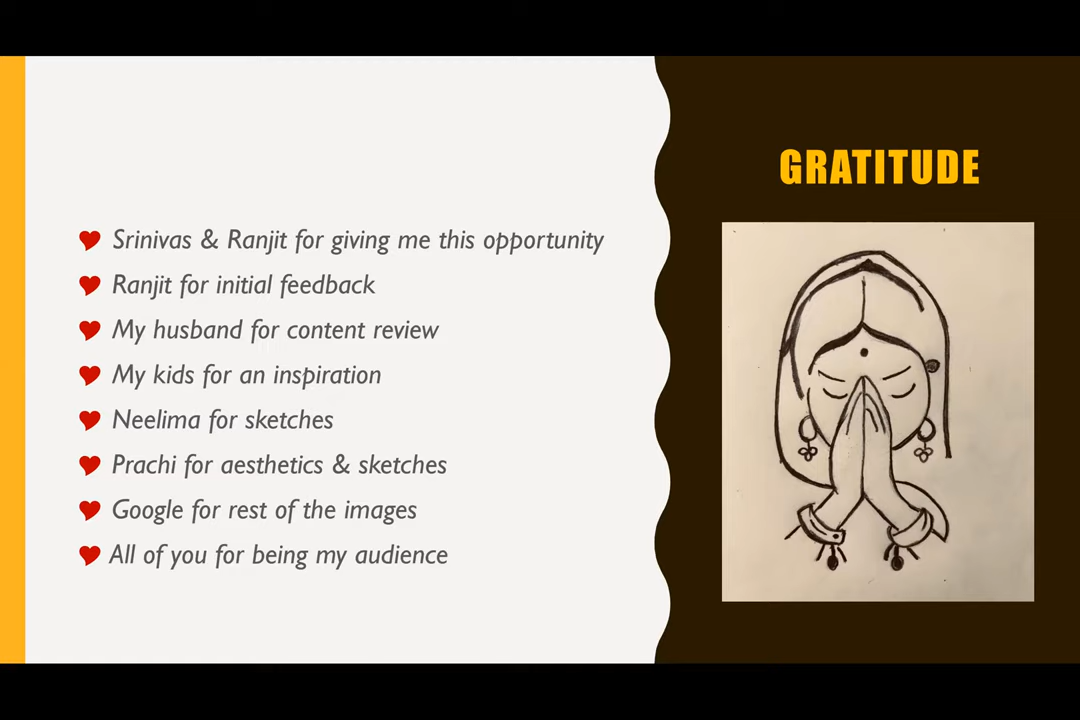 GRATITUDE
Srinivas & Ranjit for giving me this opportunity
Ranjit for initial feedback
My husband for content review
My kids for an inspiration
Neelima for sketches
Prachi for aesthetics & sketches
Google for rest of the images
All of you for being my audience